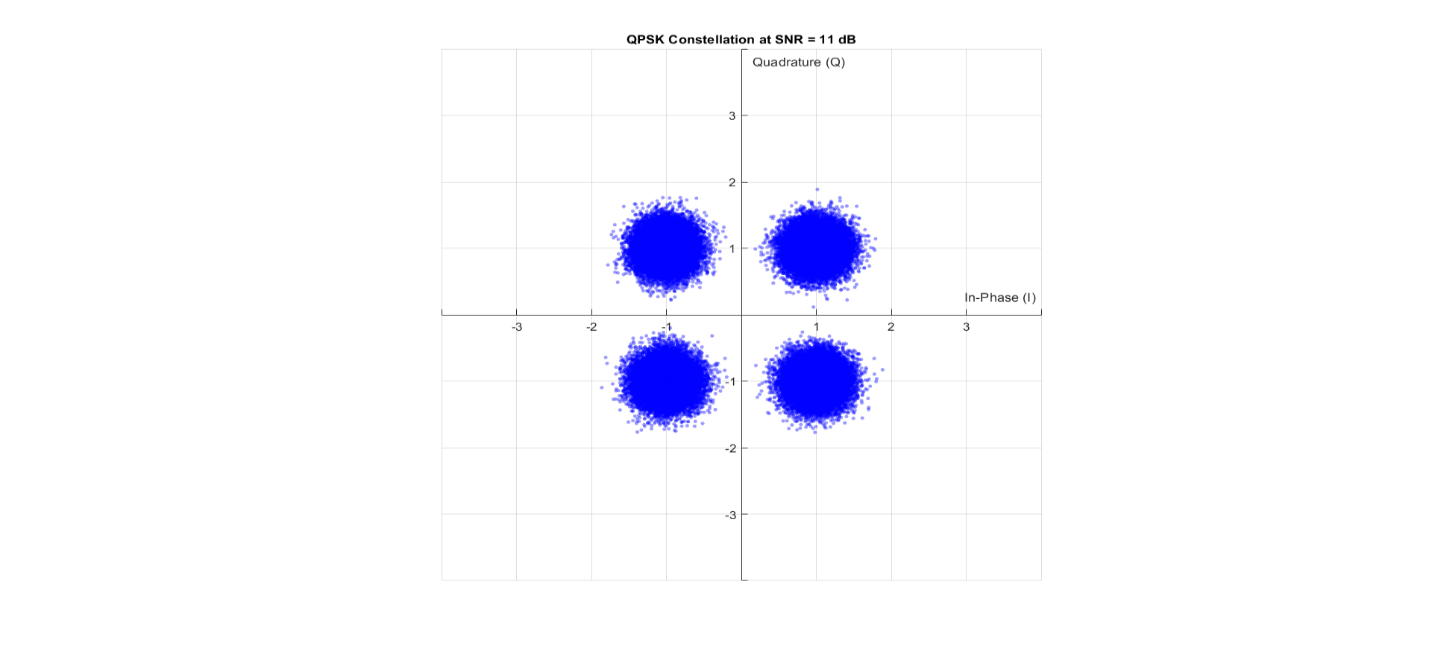 QPSK Constellation at SNR = 11 dB
Quadrature (Q)
3
2
1
In-Phase (I)
-3 -2 -1 1 2 3
-1
-2
-3